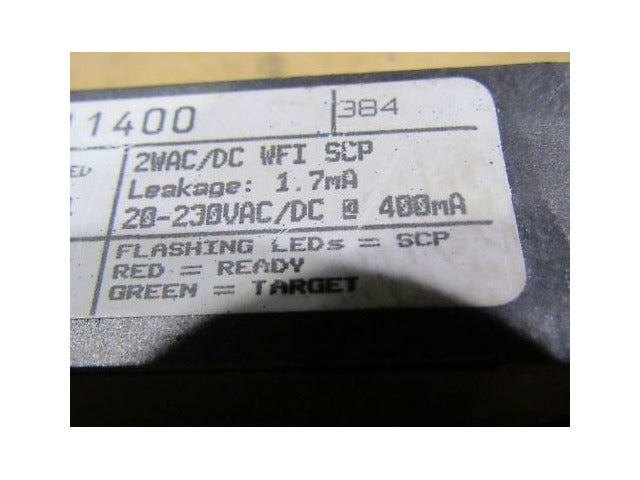 1400 384
ED
2WAC/DC WFI SCP
Leakage: 1.7mA
20-230VAC/DC @ 400mA
FLASHING LEDs = SCP
RED = READY
GREEN = TARGET